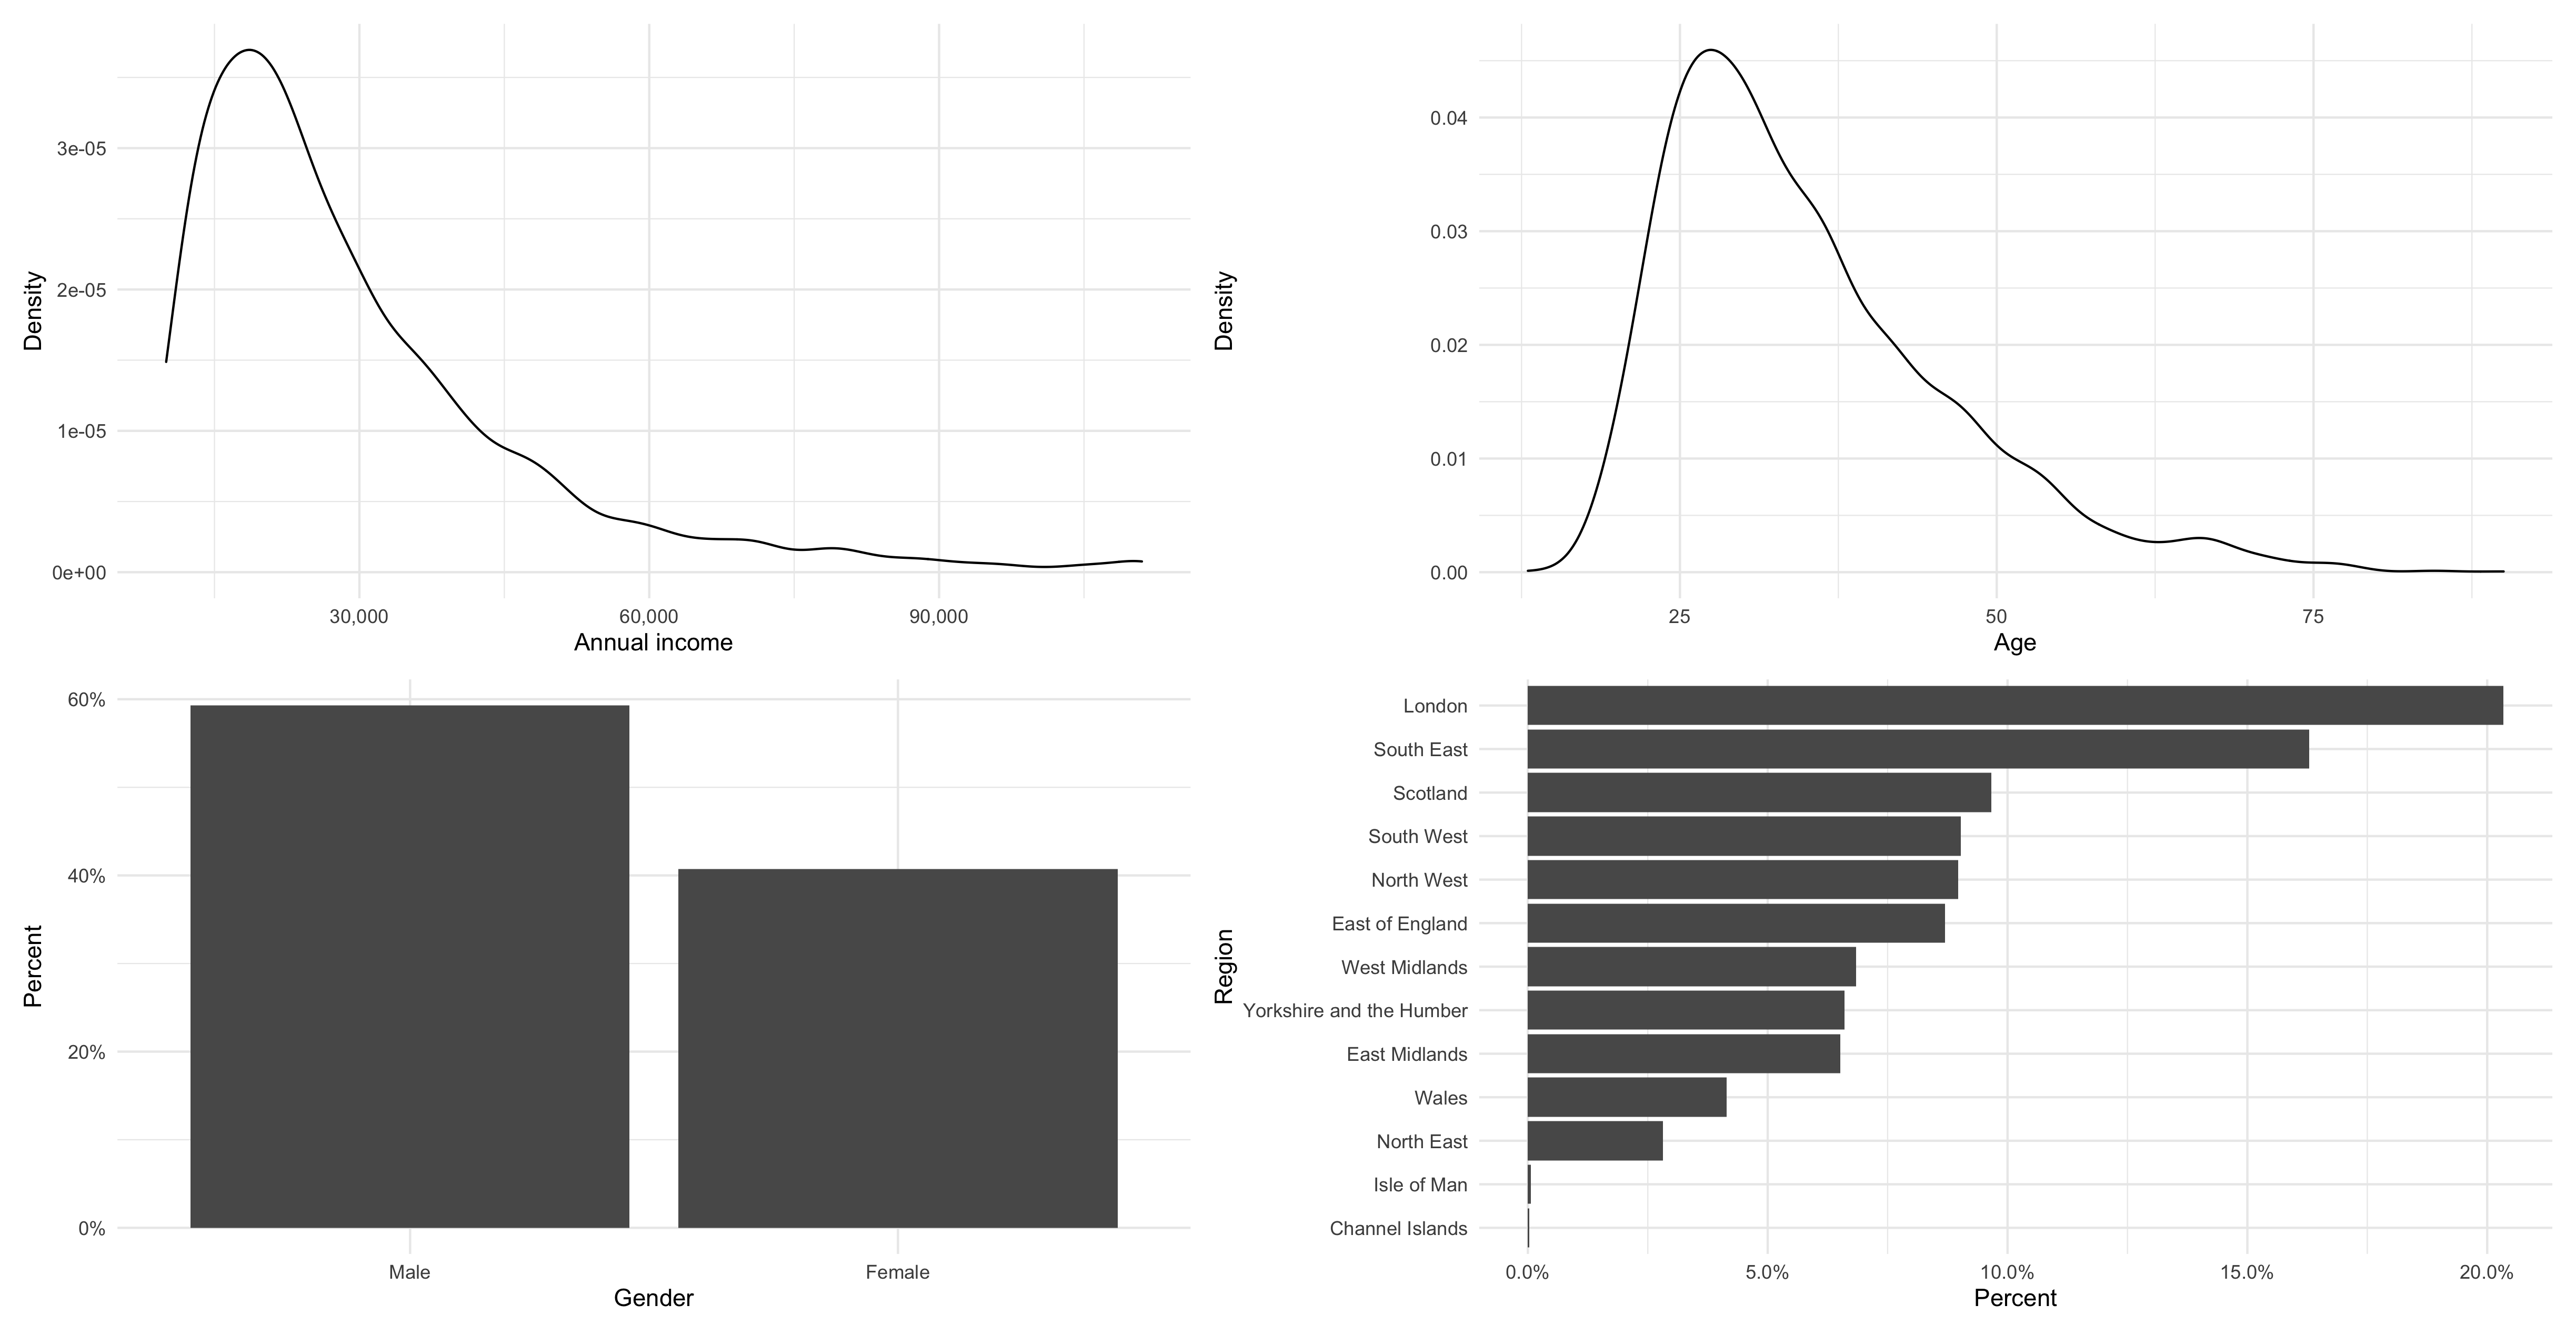 Density
3e-05
2e-05
1e-05
0e+00
30,000
60,000
90,000
Annual income
Density
0.04
0.03
0.02
0.01
0.00
25
50
75
Age
Percent
60%
40%
20%
0%
Male
Female
Gender
Region
London
South East
Scotland
South West
North West
East of England
West Midlands
Yorkshire and the Humber
East Midlands
Wales
North East
Isle of Man
Channel Islands
0.0%
5.0%
10.0%
15.0%
20.0%
Percent